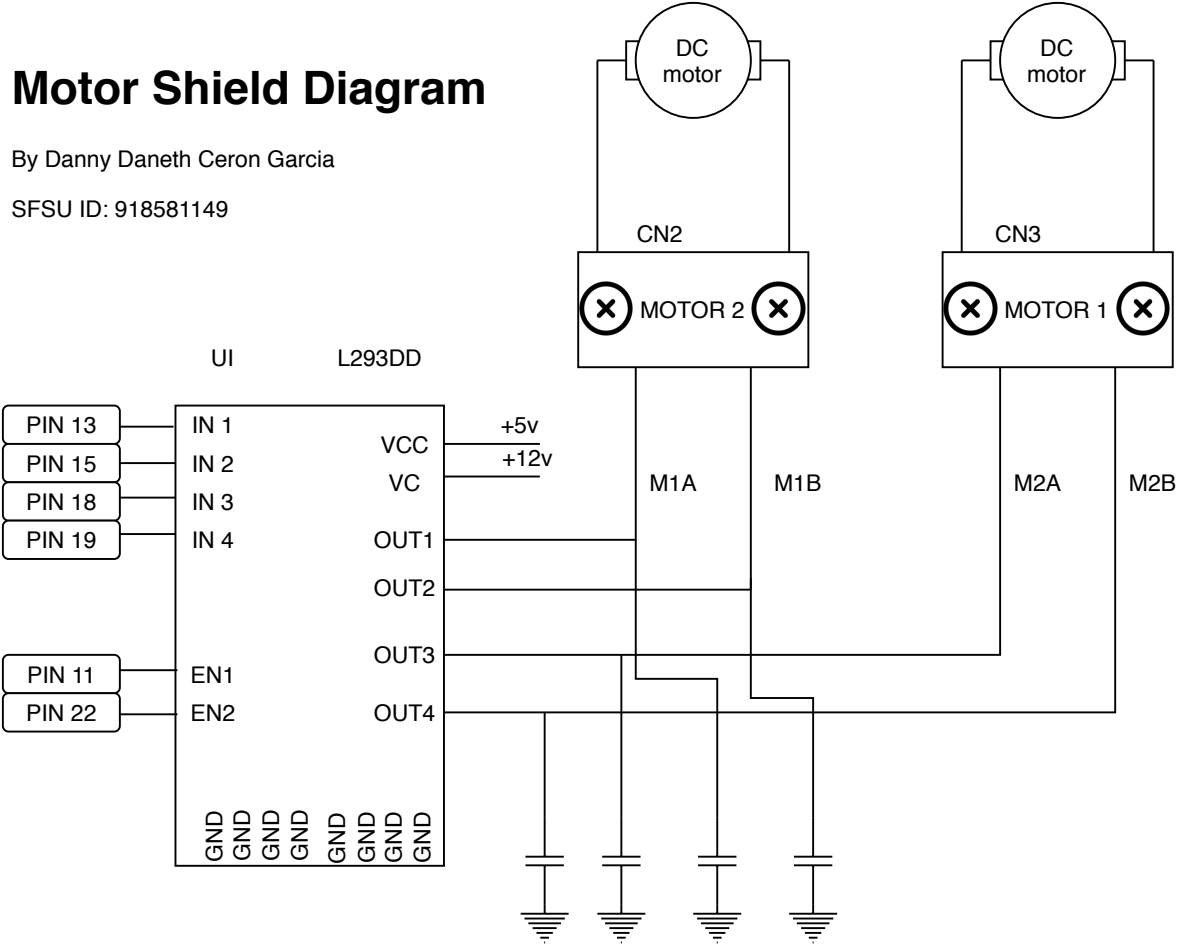 Motor Shield Diagram
By Danny Daneth Ceron Garcia
SFSU ID: 918581149
DC
motor
DC
motor
CN2
CN3
MOTOR 2
MOTOR 1
UI
L293DD
PIN 13
PIN 15
PIN 18
PIN 19
PIN 11
PIN 22
IN 1
IN 2
IN 3
IN 4
EN1
EN2
VCC
VC
OUT1
OUT2
OUT3
OUT4
+5v
+12v
M1A
M1B
M2A
M2B
GND
GND
GND
GND
GND
GND
GND
GND